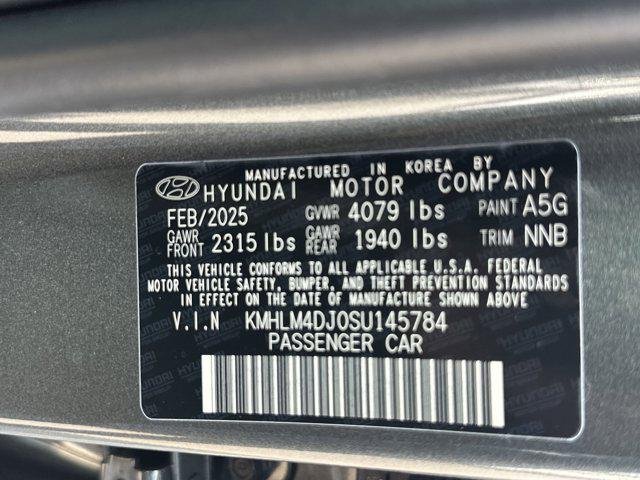 MANUFACTURED IN KOREA BY
HYUNDAI MOTOR COMPANY
FEB/2025 GVWR 4079 lbs PAINT A5G
GAWR FRONT 2315 lbs GAWR REAR 1940 lbs TRIM NNB
THIS VEHICLE CONFORMS TO ALL APPLICABLE U.S.A. FEDERAL
MOTOR VEHICLE SAFETY, BUMPER, AND THEFT PREVENTION STANDARDS
IN EFFECT ON THE DATE OF MANUFACTURE SHOWN ABOVE
V.I.N KMHLM4DJ0SU145784
PASSENGER CAR